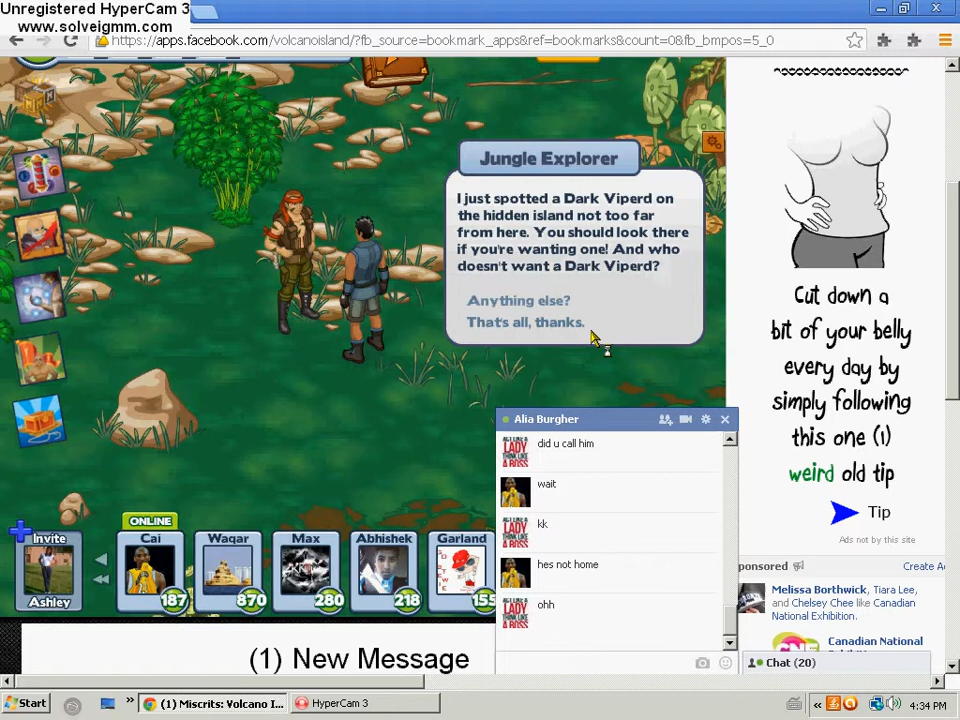 Unregistered HyperCam 3
www.solveigmm.com
https://apps.facebook.com/volcanoisland/?fb_source=bookmark_apps&ref=bookmarks&count=0&fb_bmpos=5_0
Jungle Explorer
I just spotted a Dark Viperd on
the hidden island not too far
from here. You should look there
if you're wanting one! And who
doesn't want a Dark Viperd?
Anything else?
That's all, thanks.
Cut down a
bit of your belly
every day by
simply following
this one (1)
weird old tip
Tip
Ads not by this site
ponsored
Create Ad
Melissa Borthwick, Tiara Lee,
and Chelsey Chee like Canadian
National Exhibition.
Canadian National
Alia Burgher
did u call him
wait
kk
hes not home
ohh
Chat (20)
ONLINE
Invite
Ashley
Cai
187
Waqar
870
Max
280
Abhishek
218
Garland
155
(1) New Message
Start
(1) Miscrits: Volcano I
HyperCam 3
4:34 PM